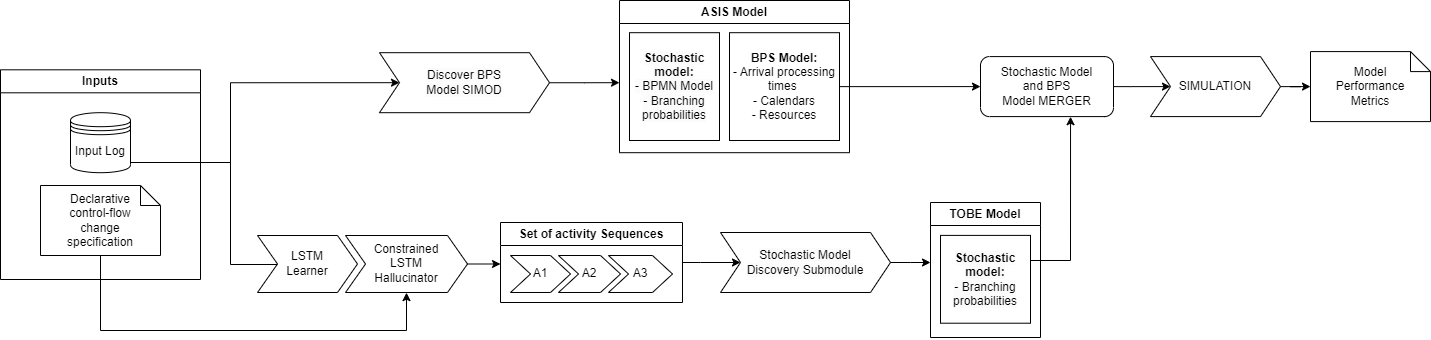 Inputs
Input Log
Declarative
control-flow
change
specification
Discover BPS
Model SIMOD
ASIS Model
Stochastic
model:
- BPMN Model
- Branching
probabilities
BPS Model:
- Arrival processing
times
- Calendars
- Resources
Stochastic Model
and BPS
Model MERGER
SIMULATION
Model
Performance
Metrics
LSTM
Learner
Constrained
LSTM
Hallucinator
Set of activity Sequences
A1
A2
A3
Stochastic Model
Discovery Submodule
TOBE Model
Stochastic
model:
- Branching
probabilities